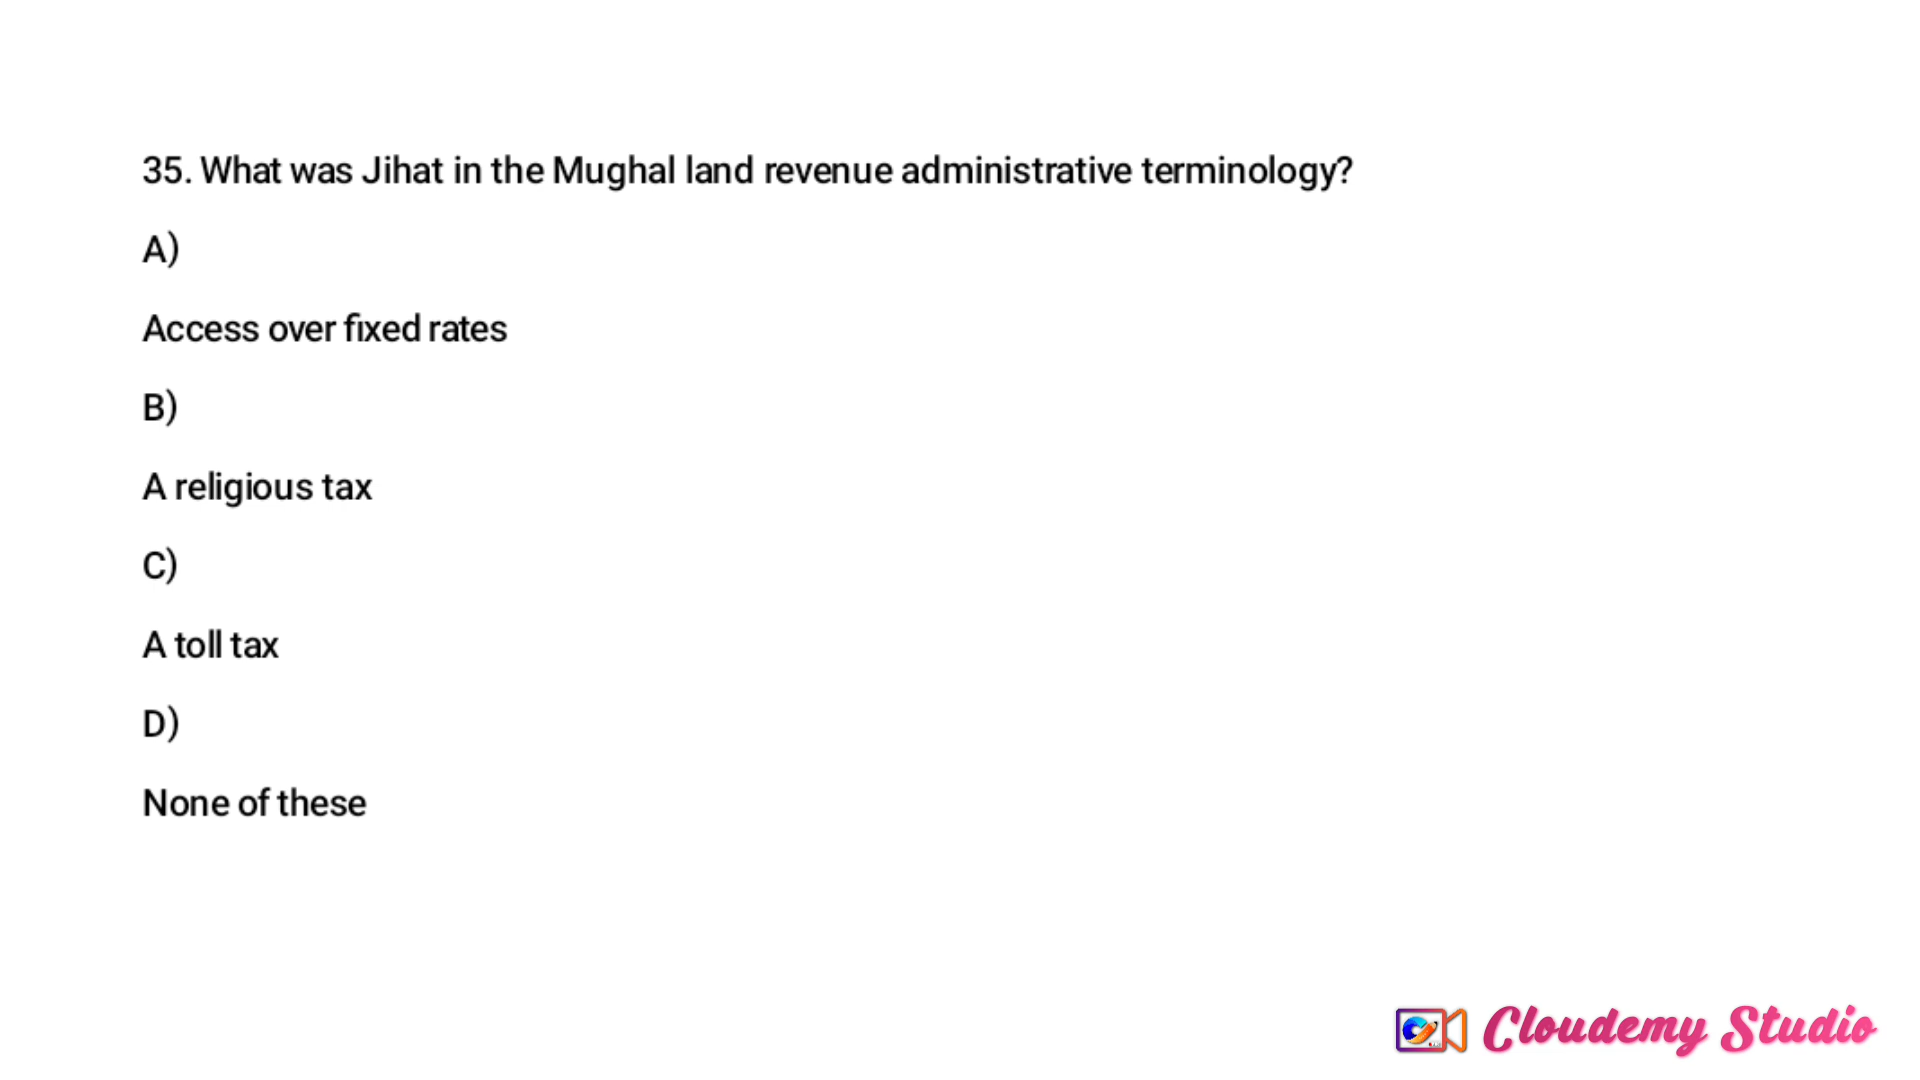 35. What was Jihat in the Mughal land revenue administrative terminology?
A)
Access over fixed rates
B)
A religious tax
C)
A toll tax
D)
None of these
Cloudemy Studio